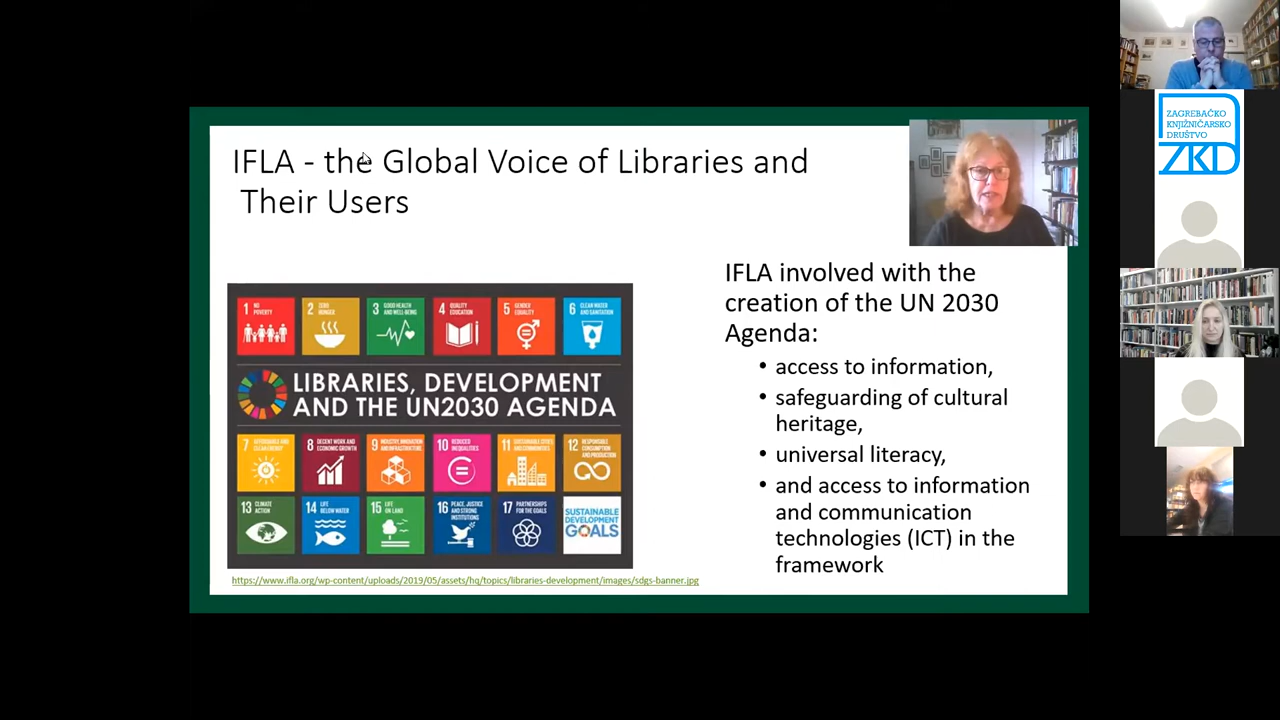 IFLA - the Global Voice of Libraries and
Their Users
IFLA involved with the
creation of the UN 2030
Agenda:
• access to information,
• safeguarding of cultural
heritage,
• universal literacy,
• and access to information
and communication
technologies (ICT) in the
framework
1 NO
POVERTY
2 ZERO
HUNGER
3 GOOD HEALTH
AND WELL-BEING
4 QUALITY
EDUCATION
5 GENDER
EQUALITY
6 CLEAN WATER
AND SANITATION
LIBRARIES, DEVELOPMENT
AND THE UN2030 AGENDA
7 AFFORDABLE AND
CLEAN ENERGY
8 DECENT WORK AND
ECONOMIC GROWTH
9 INDUSTRY, INNOVATION
AND INFRASTRUCTURE
10 REDUCED
INEQUALITIES
11 SUSTAINABLE CITIES
AND COMMUNITIES
12 RESPONSIBLE
CONSUMPTION
AND PRODUCTION
13 CLIMATE
ACTION
14 LIFE
BELOW WATER
15 LIFE
ON LAND
16 PEACE, JUSTICE
AND STRONG
INSTITUTIONS
17 PARTNERSHIPS
FOR THE GOALS
SUSTAINABLE
DEVELOPMENT
GOALS
https://www.ifla.org/wp-content/uploads/2019/05/assets/hq/topics/libraries-development/images/sdgs-banner.jpg
ZAGREBAČKO
KNJIŽNIČARSKO
DRUŠTVO
ZKD